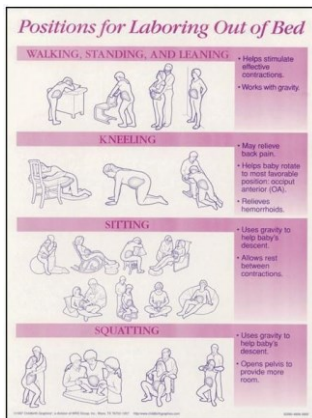 Positions for Laboring Out of Bed
WALKING, STANDING, AND LEANING
• Helps stimulate
effective
contractions.
• Works with gravity.
KNEELING
• May relieve
back pain.
• Helps baby rotate
to most favorable
position: occiput
anterior (OA).
• Relieves
hemorrhoids.
SITTING
• Uses gravity to
help baby's
descent.
• Allows rest
between
contractions.
SQUATTING
• Uses gravity to
help baby's
descent.
• Opens pelvis to
provide more
room.